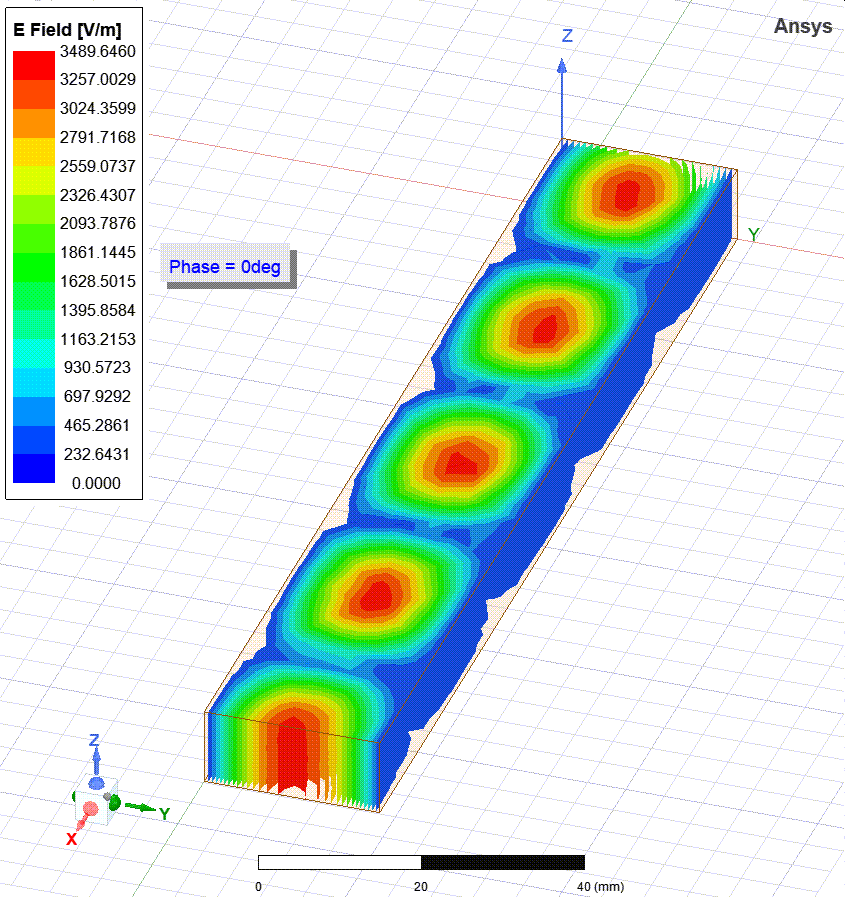 E Field [V/m]
3489.6460
3257.0029
3024.3599
2791.7168
2559.0737
2326.4307
2093.7876
1861.1445
1628.5015
1395.8584
1163.2153
930.5723
697.9292
465.2861
232.6431
0.0000
Ansys
Z
Y
Phase = 0deg
Z
Y
X
0 20 40 (mm)